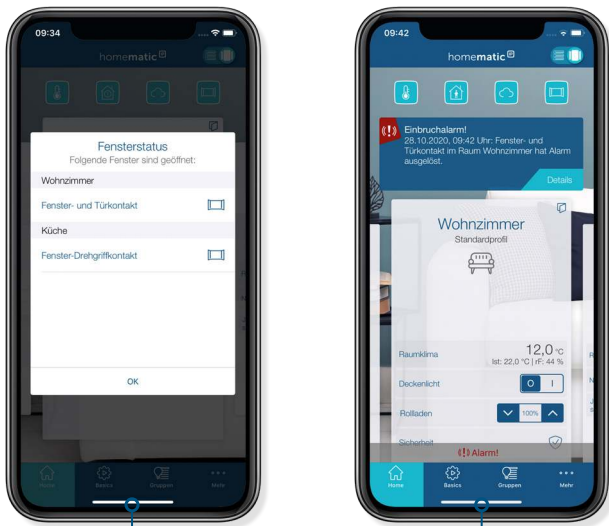 09:34
homematic IP
Fensterstatus
Folgende Fenster sind geöffnet:
Wohnzimmer
Fenster- und Türkontakt
Küche
Fenster-Drehgriffkontakt
OK
Home
Basics
Gruppen
Mehr
09:42
homematic IP
Einbruchalarm!
28.10.2020, 09:42 Uhr: Fenster- und
Türkontakt im Raum Wohnzimmer hat Alarm
ausgelöst.
Details
Wohnzimmer
Standardprofil
Raumklima
12,0 °C
Ist: 22,0 °C | rF: 44 %
Deckenlicht
O I
Rollladen
100%
Sicherheit
(!) Alarm!
Home
Basics
Gruppen
Mehr